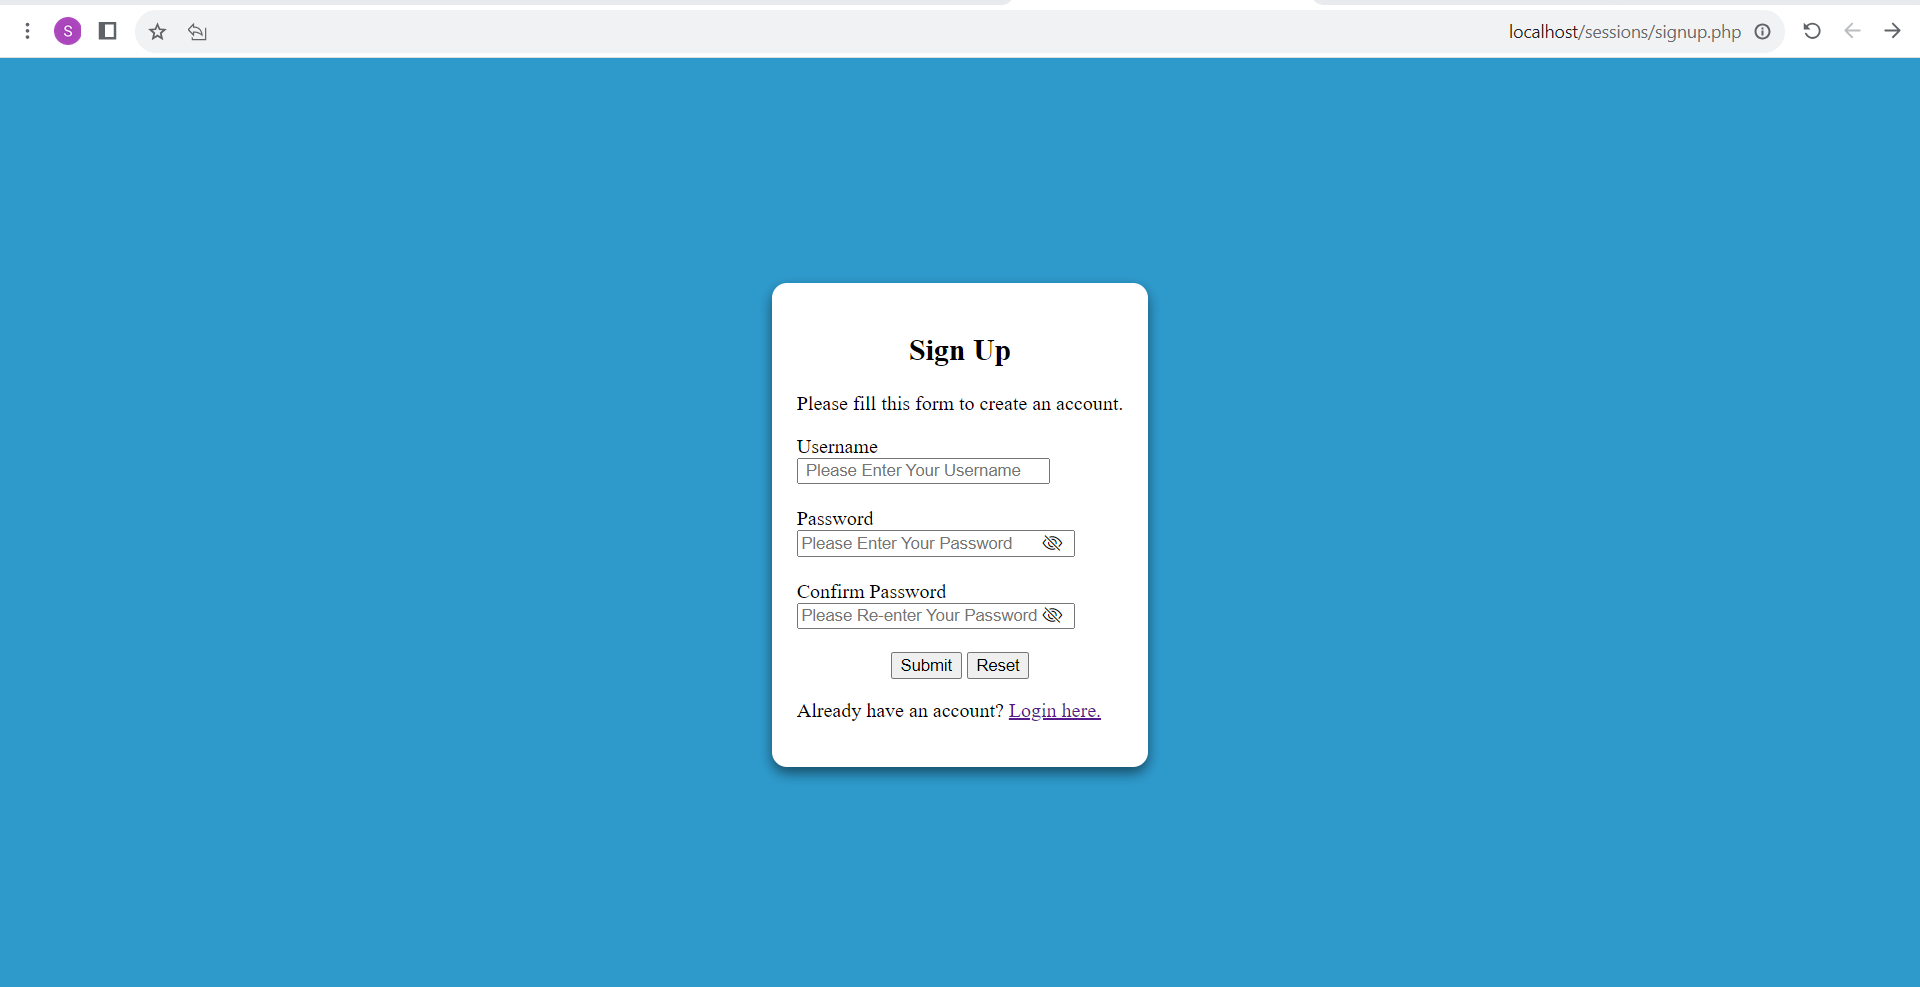 S
localhost/sessions/signup.php
Sign Up
Please fill this form to create an account.
Username
Please Enter Your Username
Password
Please Enter Your Password
Confirm Password
Please Re-enter Your Password
Submit Reset
Already have an account? Login here.